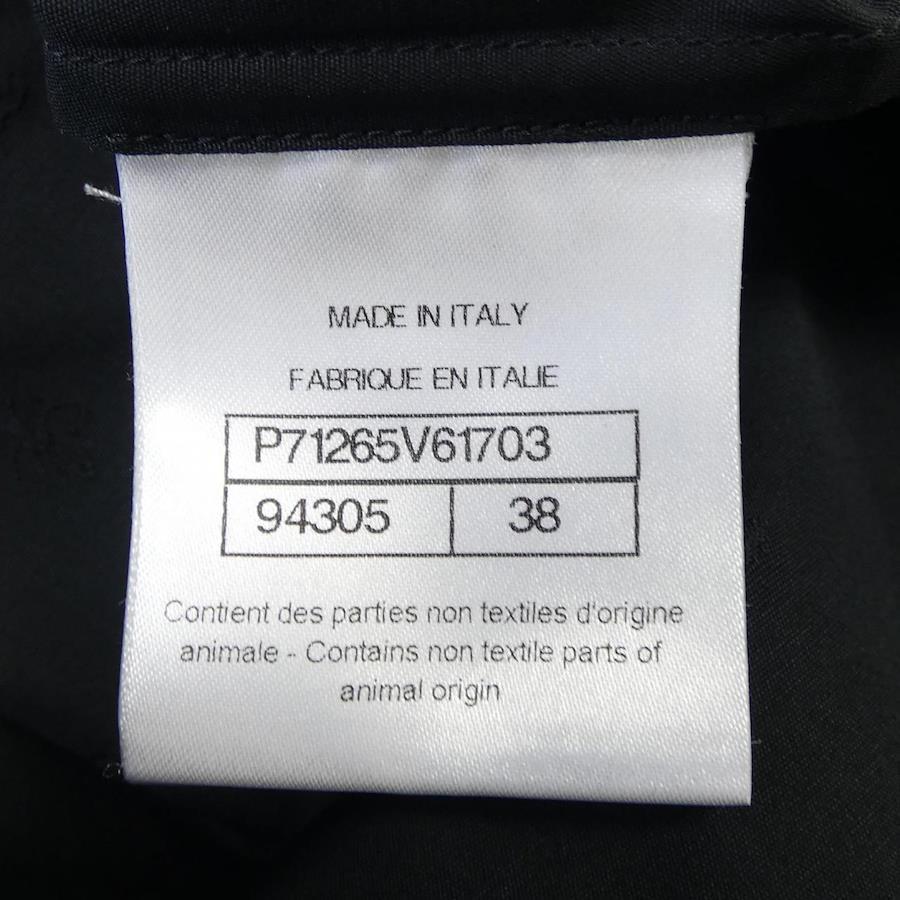 MADE IN ITALY
FABRIQUE EN ITALIE
P71265V61703
94305 38
Contient des parties non textiles d'origine
animale - Contains non textile parts of
animal origin